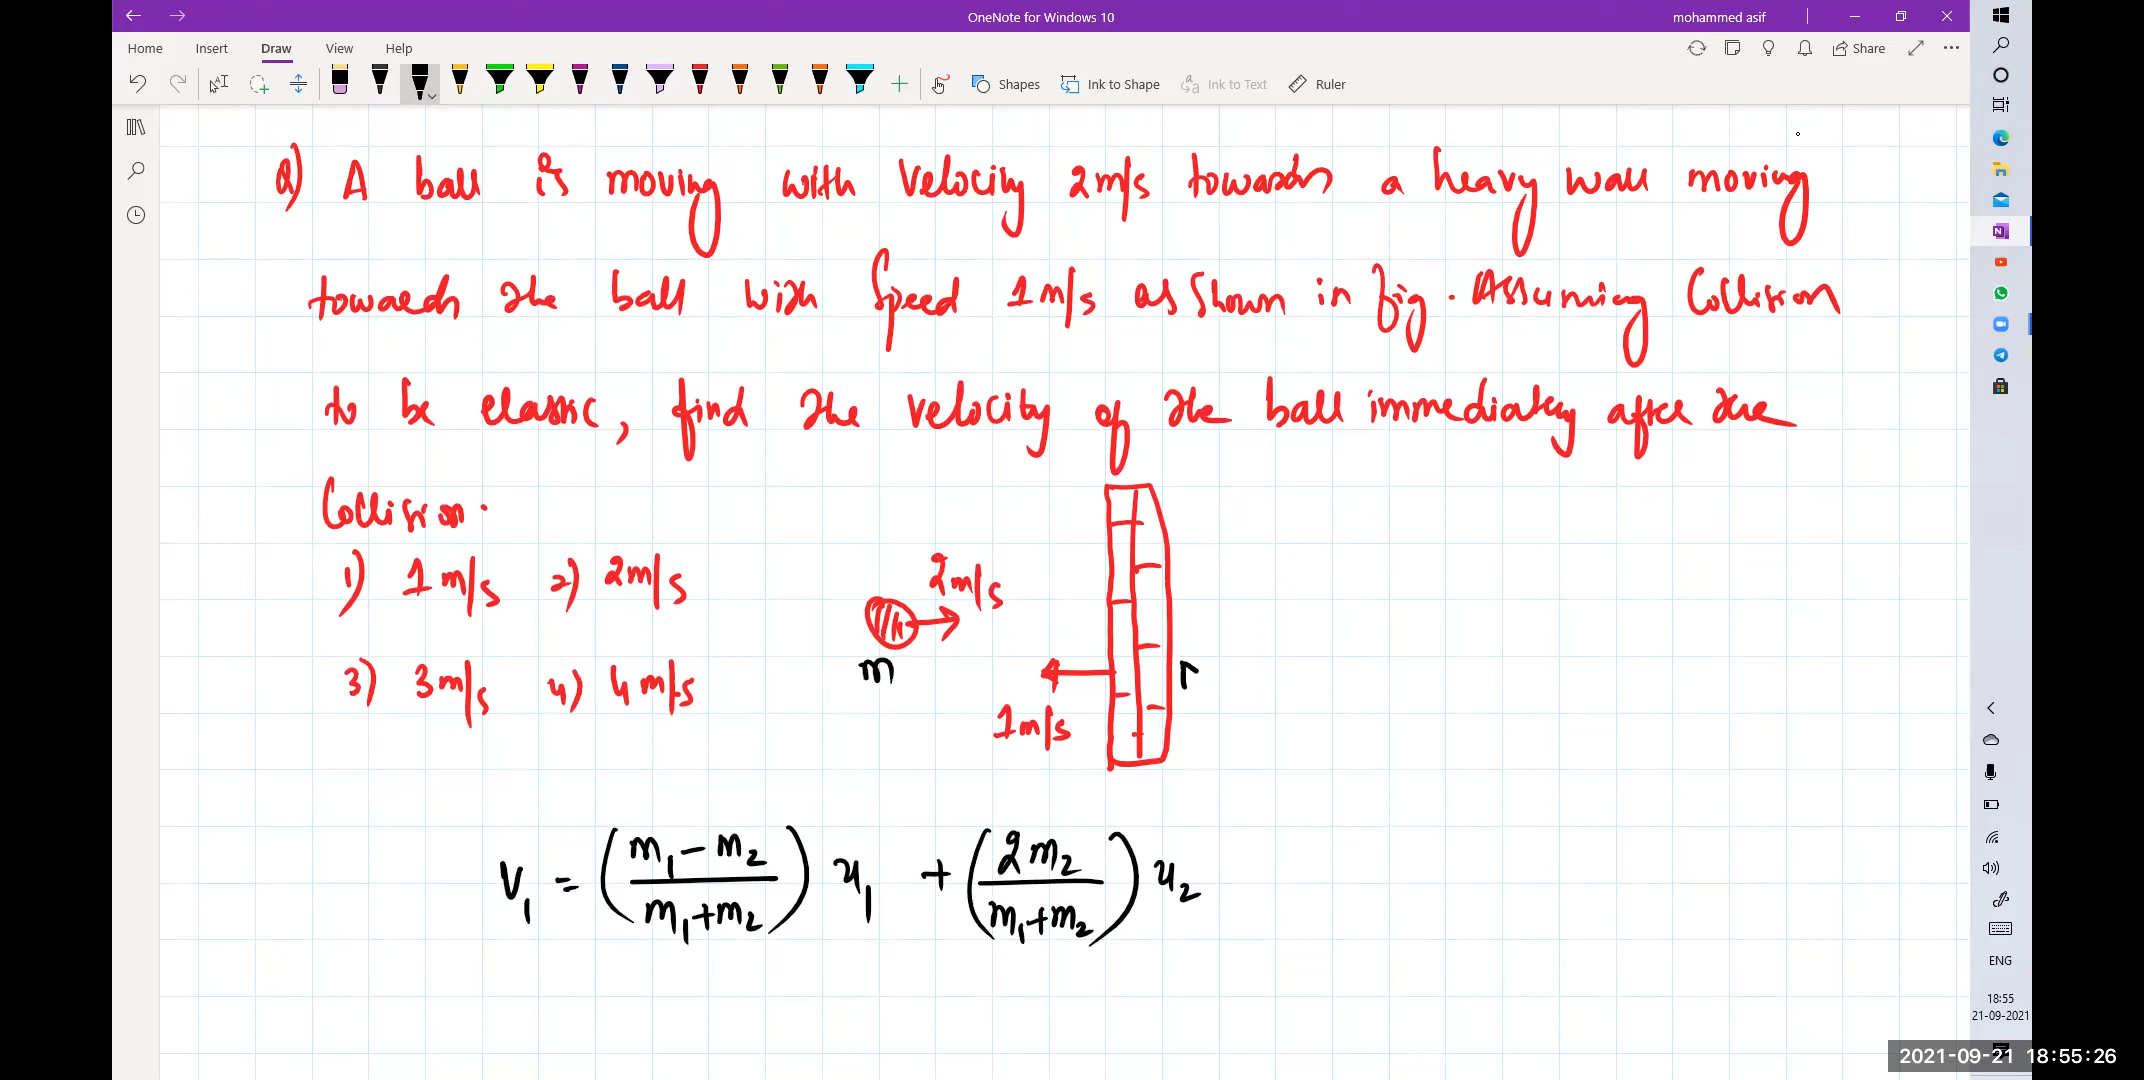 OneNote for Windows 10
mohammed asif
Home Insert Draw View Help
Share
Shapes Ink to Shape Ink to Text Ruler
Q) A ball is moving with velocity 2m/s towards a heavy wall moving
towards the ball with speed 1m/s as shown in fig. Assuming collision
to be elastic, find the velocity of the ball immediately after the
Collision.
1) 1m/s 2) 2m/s
3) 3m/s 4) 4m/s
2m/s
m
1m/s
V₁ = ((m₁ - m₂)/(m₁+m₂)) u₁ + (2m₂/(m₁+m₂)) u₂
ENG
18:55
21-09-2021
2021-09-21 18:55:26